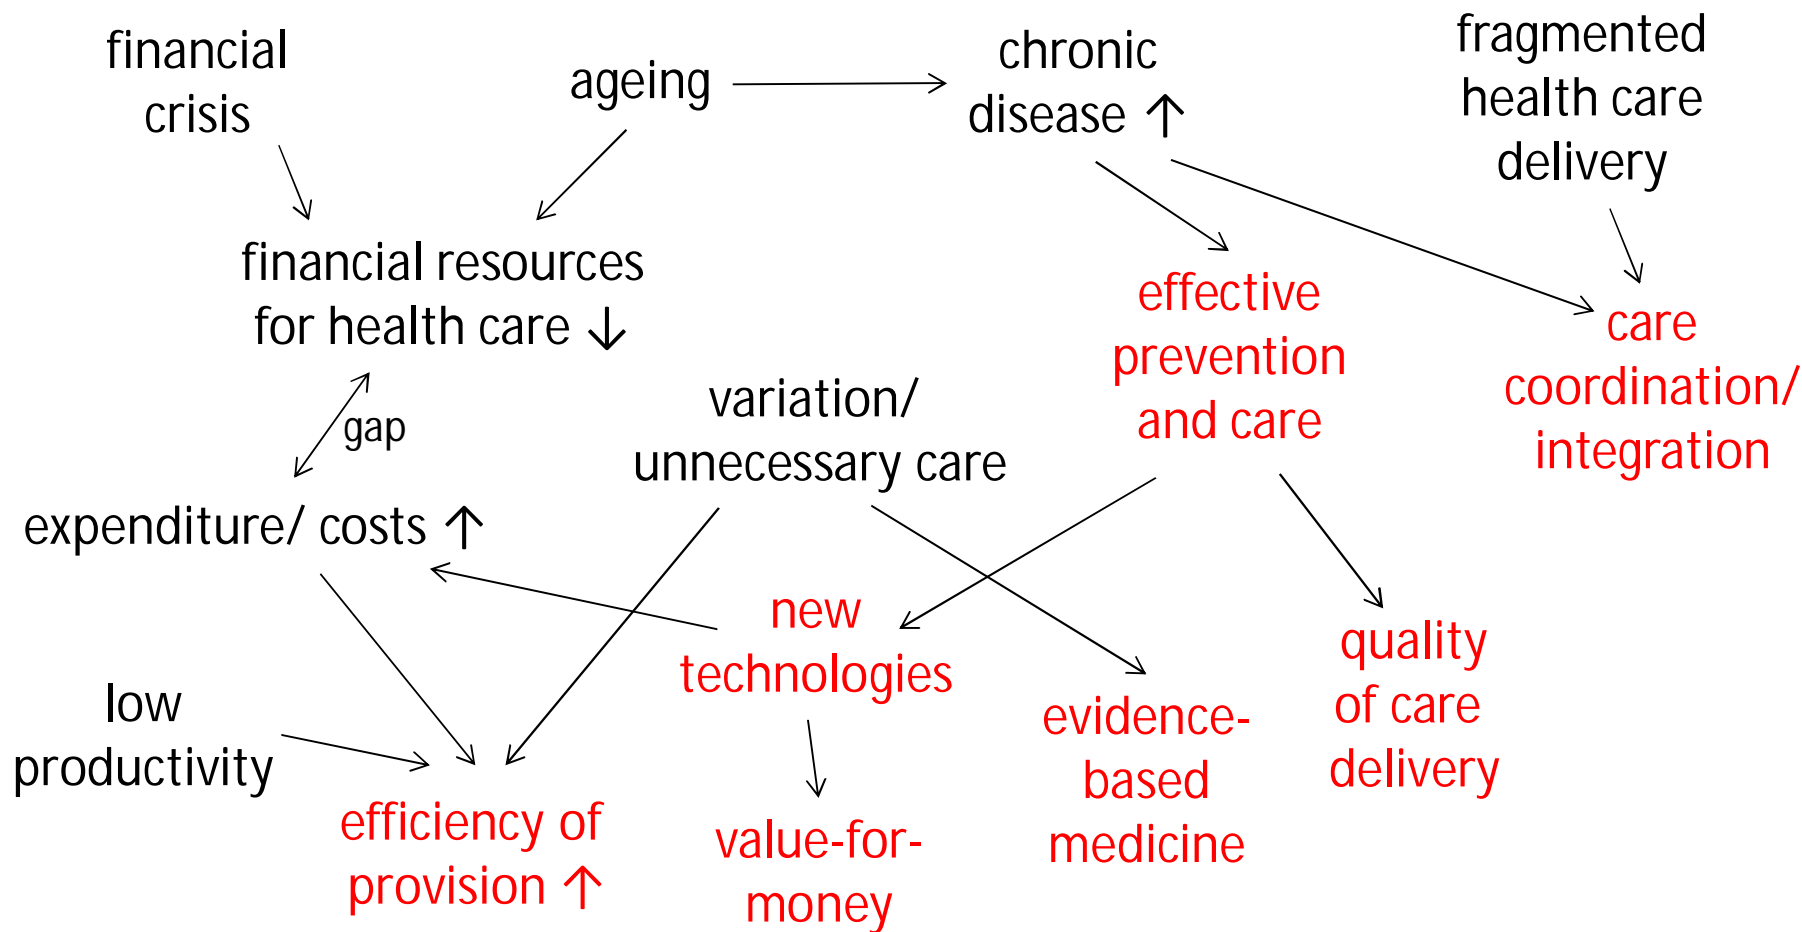 financial
crisis
ageing
chronic
disease ↑
fragmented
health care
delivery
financial resources
for health care ↓
effective
prevention
and care
care
coordination/
integration
gap
variation/
unnecessary care
expenditure/ costs ↑
new
technologies
quality
of care
delivery
low
productivity
evidence-
based
medicine
efficiency of
provision ↑
value-for-
money